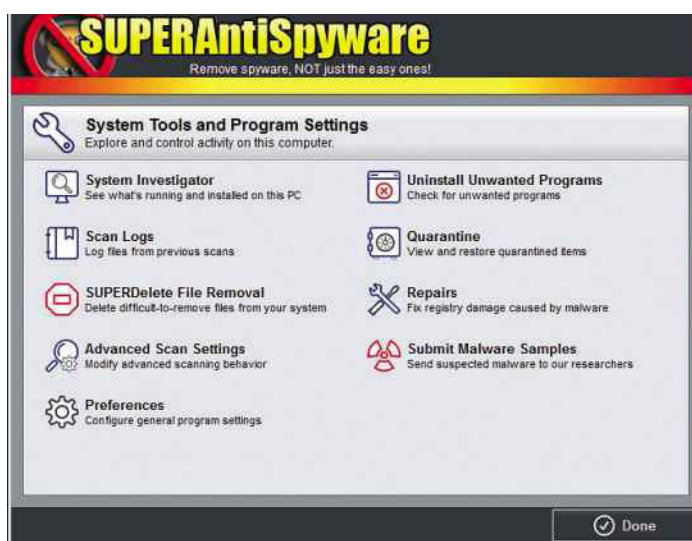 SUPERAntiSpyware
Remove spyware, NOT just the easy ones!
System Tools and Program Settings
Explore and control activity on this computer.
System Investigator
See what's running and installed on this PC
Uninstall Unwanted Programs
Check for unwanted programs
Scan Logs
Log files from previous scans
Quarantine
View and restore quarantined items
SUPERDelete File Removal
Delete difficult-to-remove files from your system
Repairs
Fix registry damage caused by malware
Advanced Scan Settings
Modify advanced scanning behavior
Submit Malware Samples
Send suspected malware to our researchers
Preferences
Configure general program settings
Done